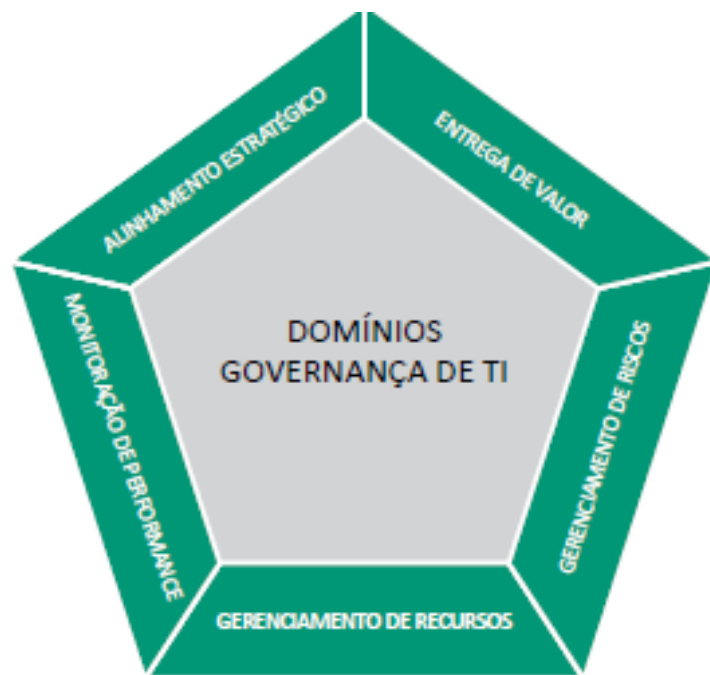 ALINHAMENTO ESTRATÉGICO
ENTREGA DE VALOR
DOMÍNIOS
GOVERNANÇA DE TI
MONITORAÇÃO DE PERFORMANCE
GERENCIAMENTO DE RISCOS
GERENCIAMENTO DE RECURSOS